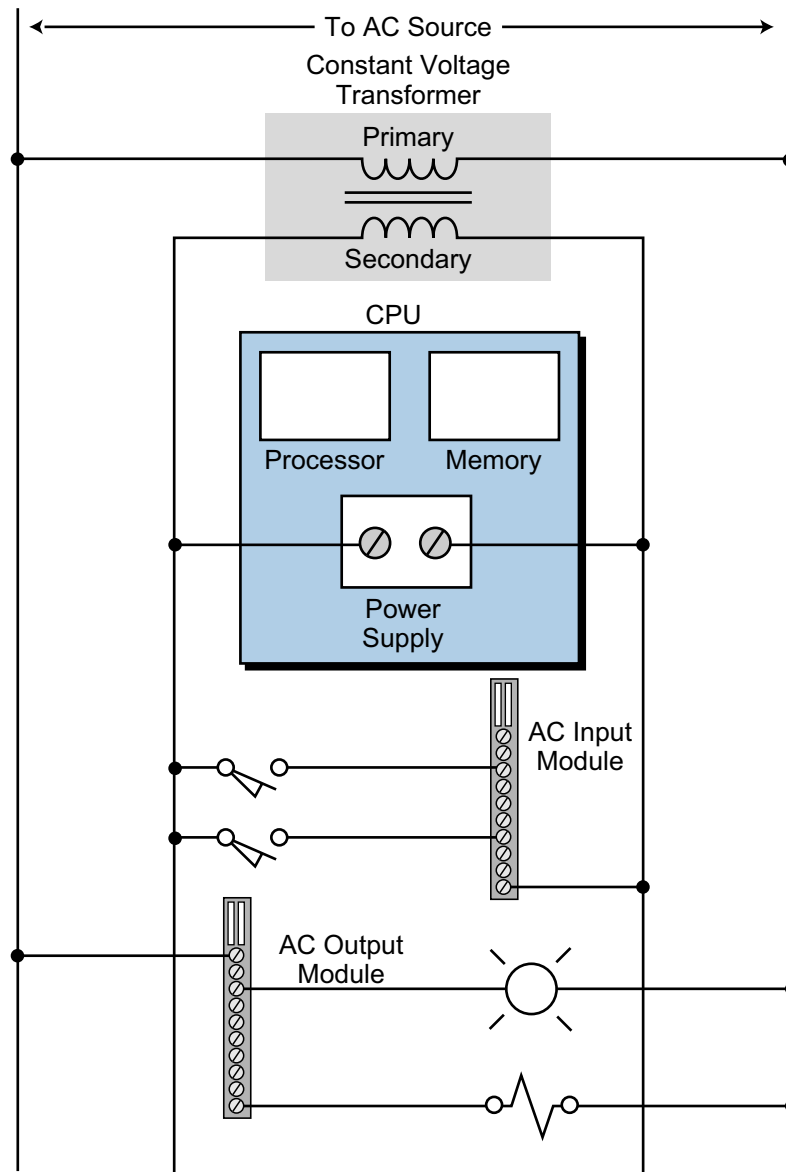 To AC Source
Constant Voltage
Transformer
Primary
Secondary
CPU
Processor
Memory
Power
Supply
AC Input
Module
AC Output
Module